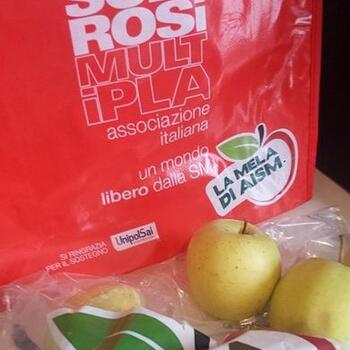 ROSi
MULT
iPLA
associazione
italiana
un mondo
libero dalla SM
LA MELA
DI AISM.
SI RINGRAZIA
PER IL SOSTEGNO
UnipolSai